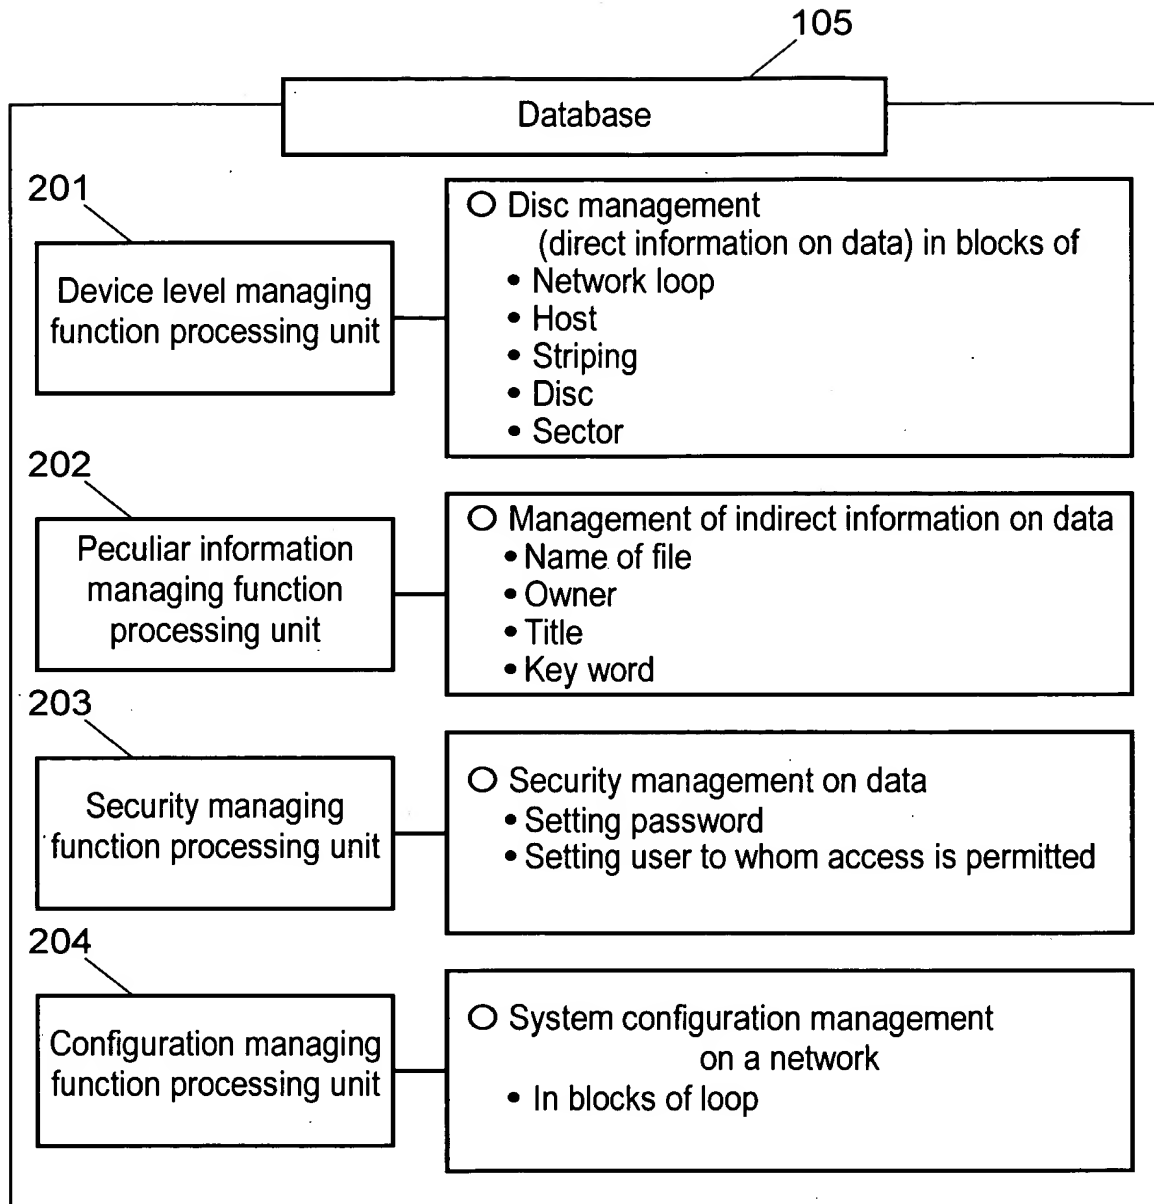 105
Database
201
Device level managing
function processing unit
○ Disc management
(direct information on data) in blocks of
• Network loop
• Host
• Striping
• Disc
• Sector
202
Peculiar information
managing function
processing unit
○ Management of indirect information on data
• Name of file
• Owner
• Title
• Key word
203
Security managing
function processing unit
○ Security management on data
• Setting password
• Setting user to whom access is permitted
204
Configuration managing
function processing unit
○ System configuration management
on a network
• In blocks of loop